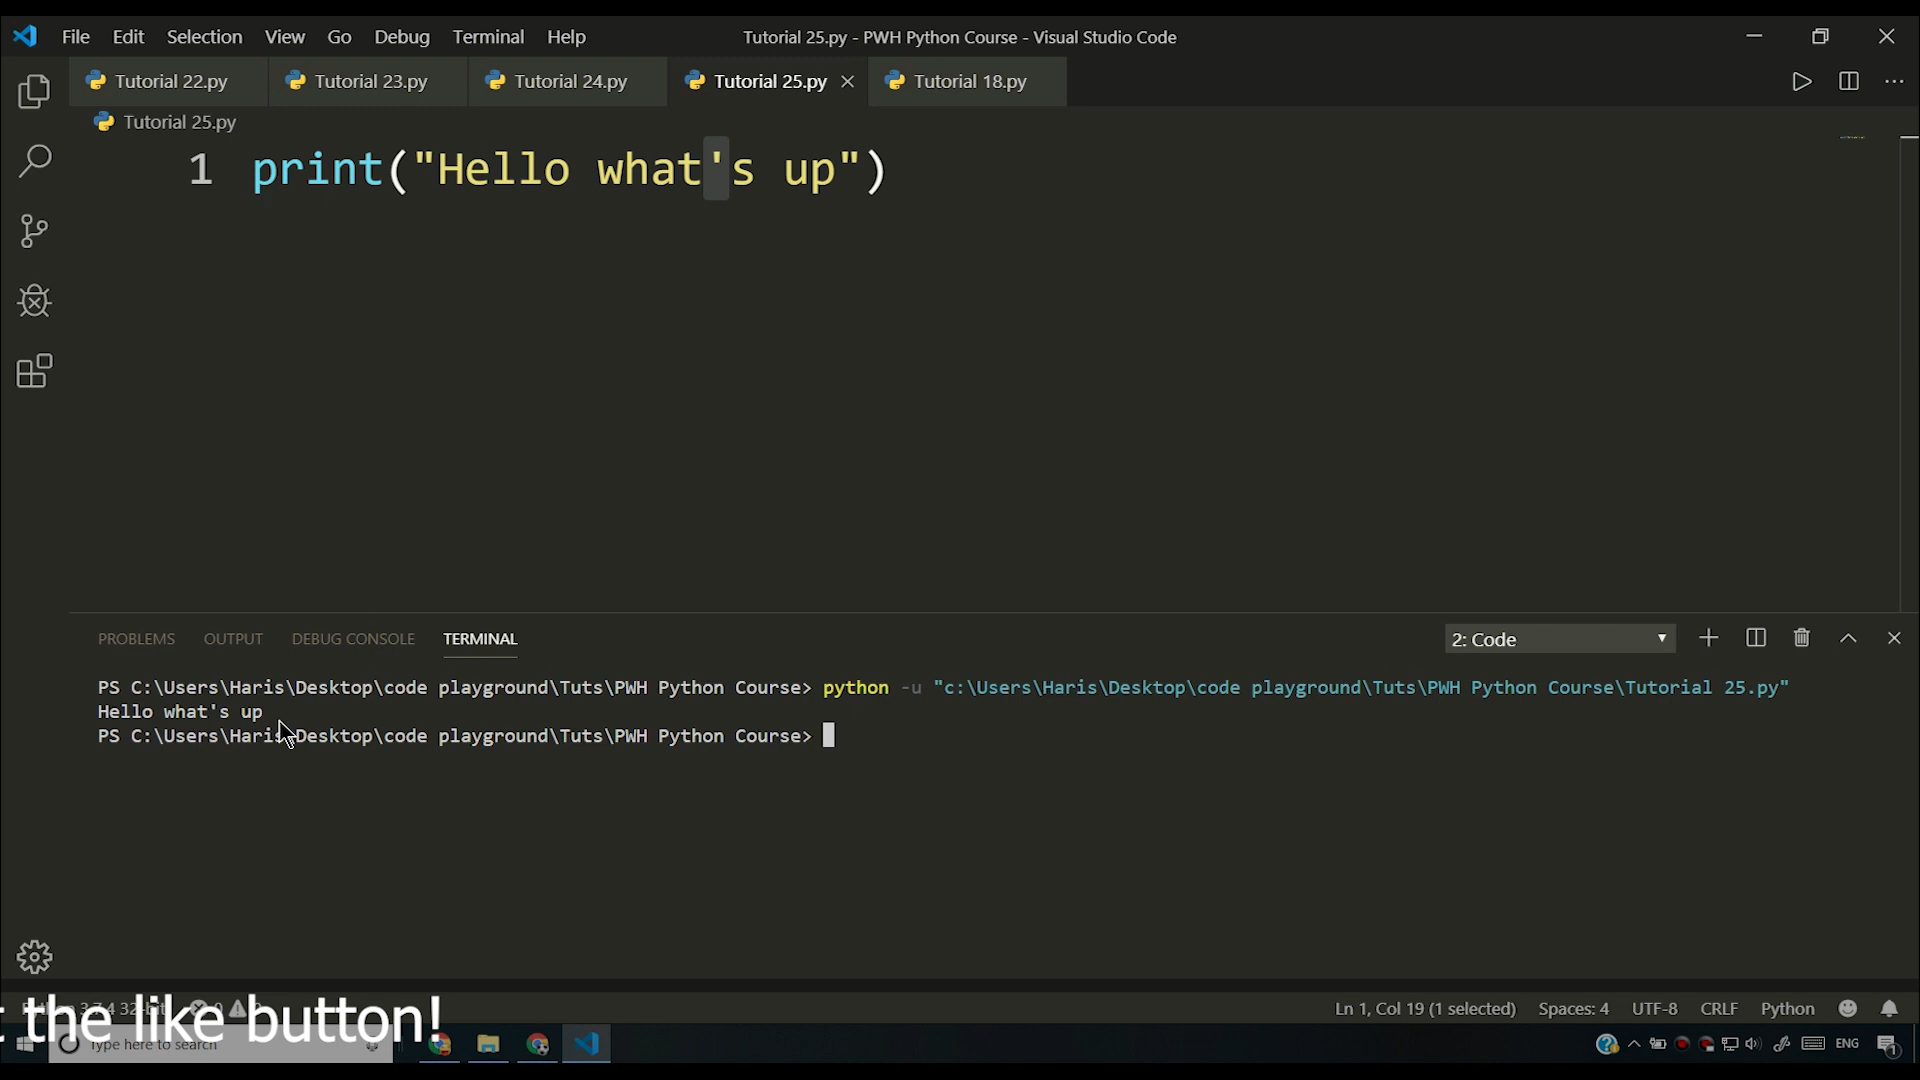 File Edit Selection View Go Debug Terminal Help
Tutorial 25.py - PWH Python Course - Visual Studio Code
Tutorial 22.py
Tutorial 23.py
Tutorial 24.py
Tutorial 25.py
Tutorial 18.py
Tutorial 25.py
1 print("Hello what's up")
PROBLEMS OUTPUT DEBUG CONSOLE TERMINAL
2: Code
PS C:\Users\Haris\Desktop\code playground\Tuts\PWH Python Course> python -u "c:\Users\Haris\Desktop\code playground\Tuts\PWH Python Course\Tutorial 25.py"
Hello what's up
PS C:\Users\Haris\Desktop\code playground\Tuts\PWH Python Course>
Ln 1, Col 19 (1 selected) Spaces: 4 UTF-8 CRLF Python
the like button!
Type here to search
ENG
1